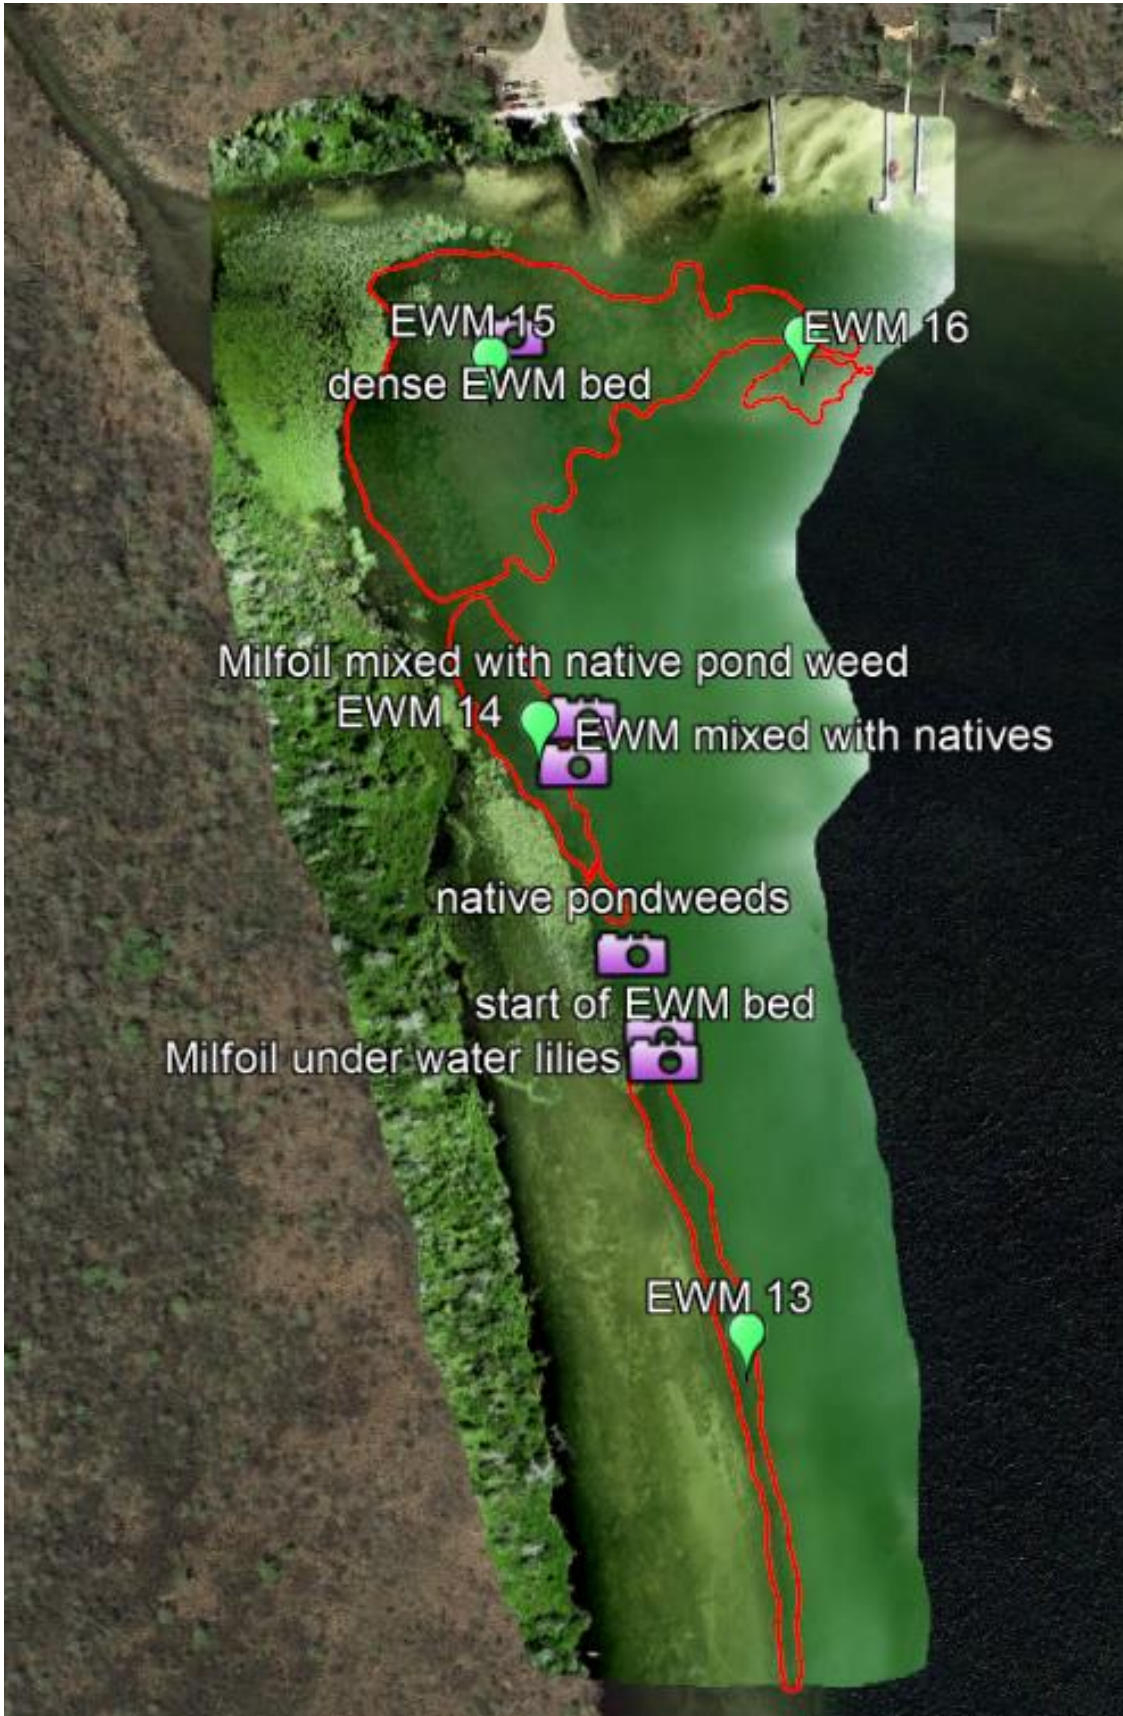 EWM 15
EWM 16
dense EWM bed
Milfoil mixed with native pond weed
EWM 14
EWM mixed with natives
native pondweeds
start of EWM bed
Milfoil under water lilies
EWM 13